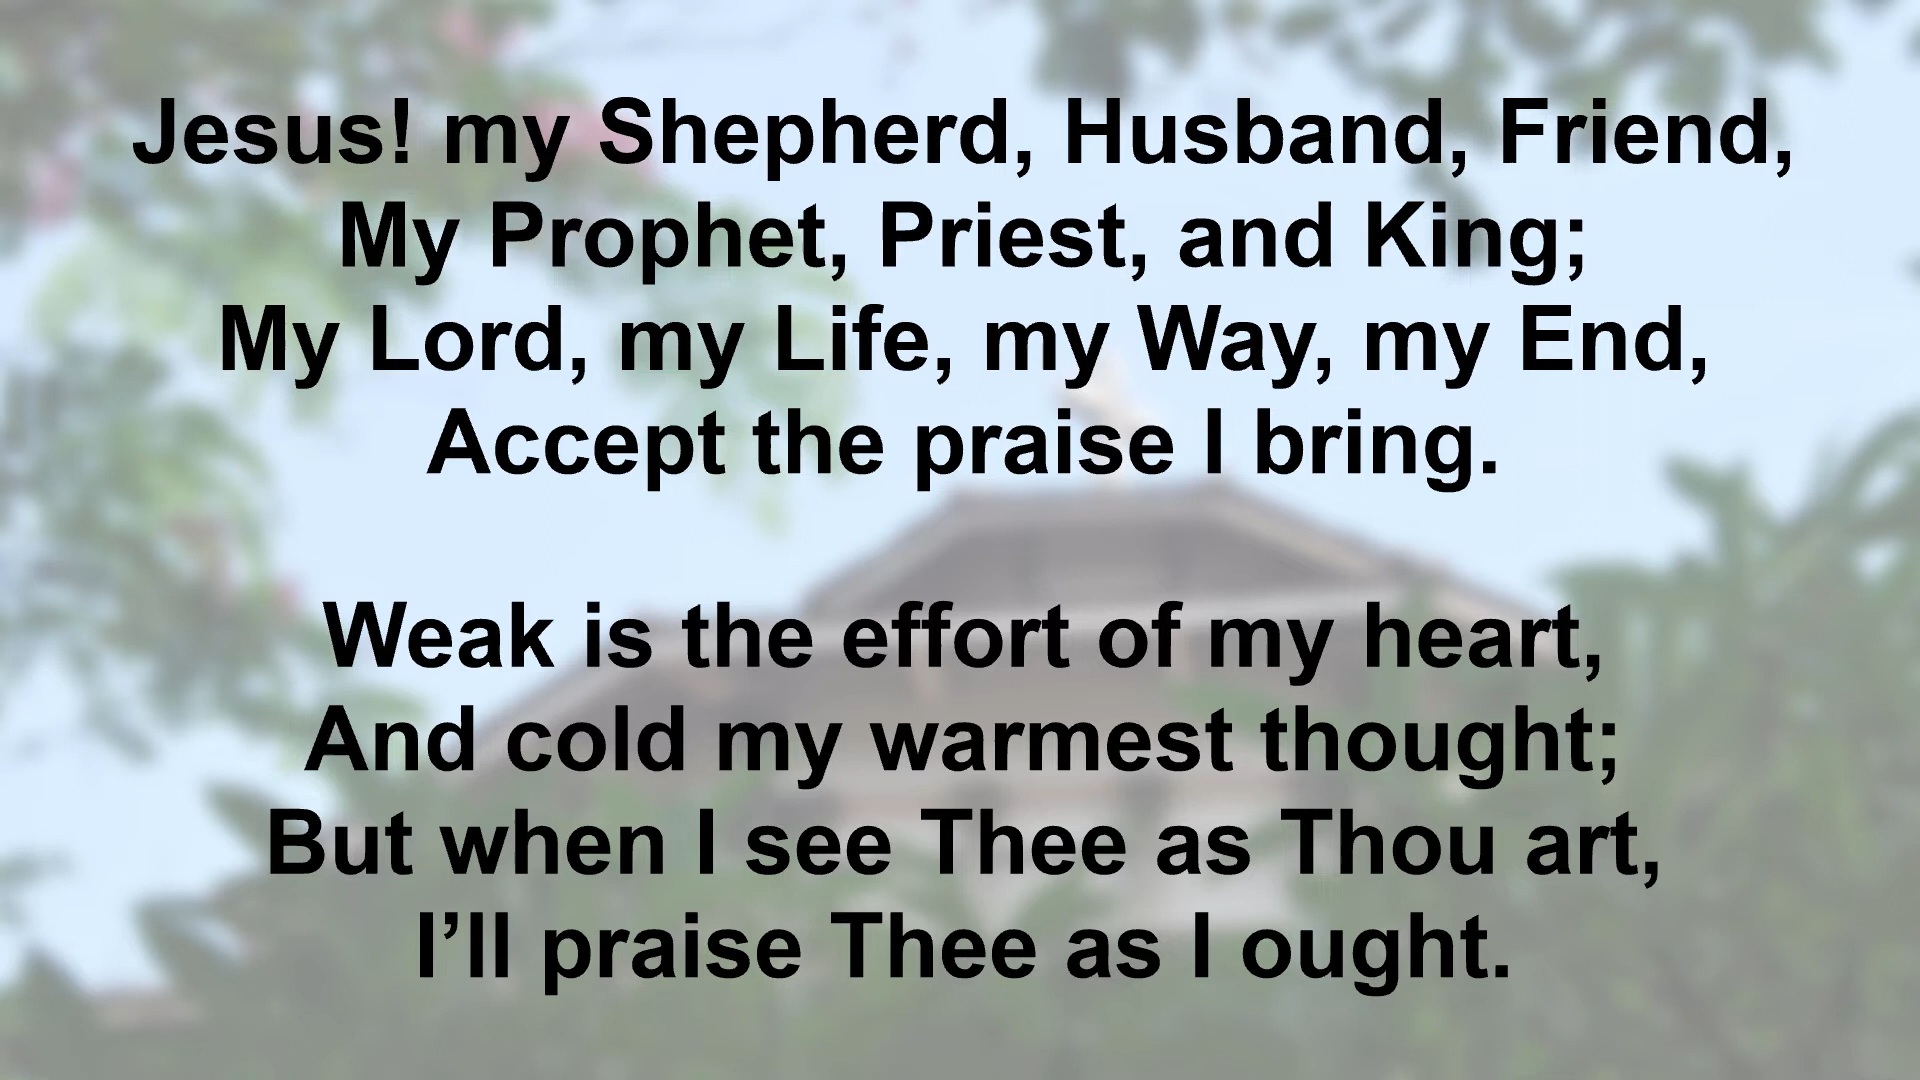 Jesus! my Shepherd, Husband, Friend,
My Prophet, Priest, and King;
My Lord, my Life, my Way, my End,
Accept the praise I bring.
Weak is the effort of my heart,
And cold my warmest thought;
But when I see Thee as Thou art,
I’ll praise Thee as I ought.